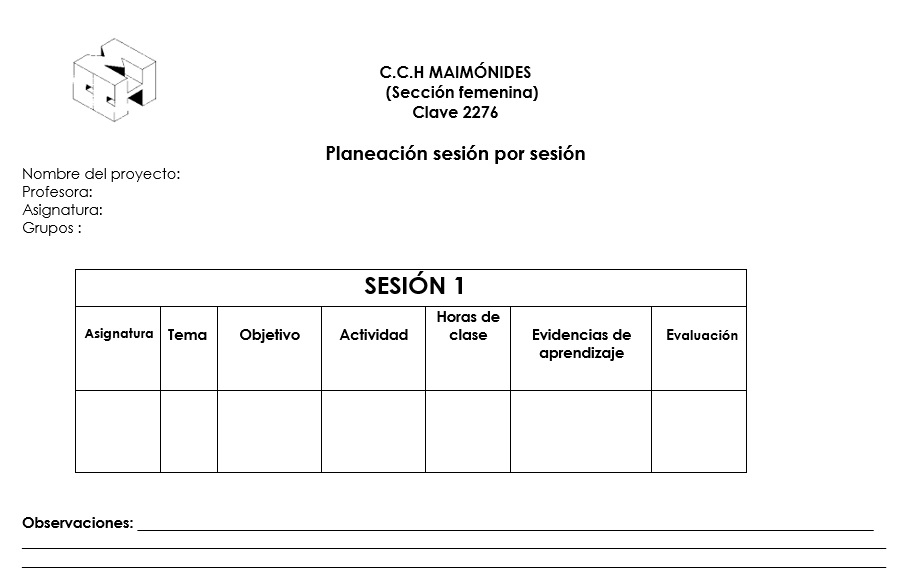 C.C.H MAIMÓNIDES
(Sección femenina)
Clave 2276
Planeación sesión por sesión
Nombre del proyecto:
Profesora:
Asignatura:
Grupos :
SESIÓN 1
Asignatura Tema Objetivo Actividad Horas de clase Evidencias de aprendizaje Evaluación
Observaciones: